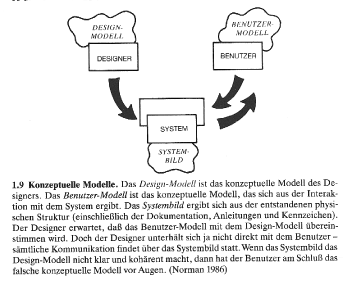 DESIGN-
MODELL
DESIGNER
BENUTZER-
MODELL
BENUTZER
SYSTEM
SYSTEM-
BILD
1.9 Konzeptuelle Modelle. Das Design-Modell ist das konzeptuelle Modell des De-
signers. Das Benutzer-Modell ist das konzeptuelle Modell, das sich aus der Interak-
tion mit dem System ergibt. Das Systembild ergibt sich aus der entstandenen physi-
schen Struktur (einschließlich der Dokumentation, Anleitungen und Kennzeichen).
Der Designer erwartet, daß das Benutzer-Modell mit dem Design-Modell überein-
stimmen wird. Doch der Designer unterhält sich ja nicht direkt mit dem Benutzer –
sämtliche Kommunikation findet über das Systembild statt. Wenn das Systembild das
Design-Modell nicht klar und kohärent macht, dann hat der Benutzer am Schluß das
falsche konzeptuelle Modell vor Augen. (Norman 1986)